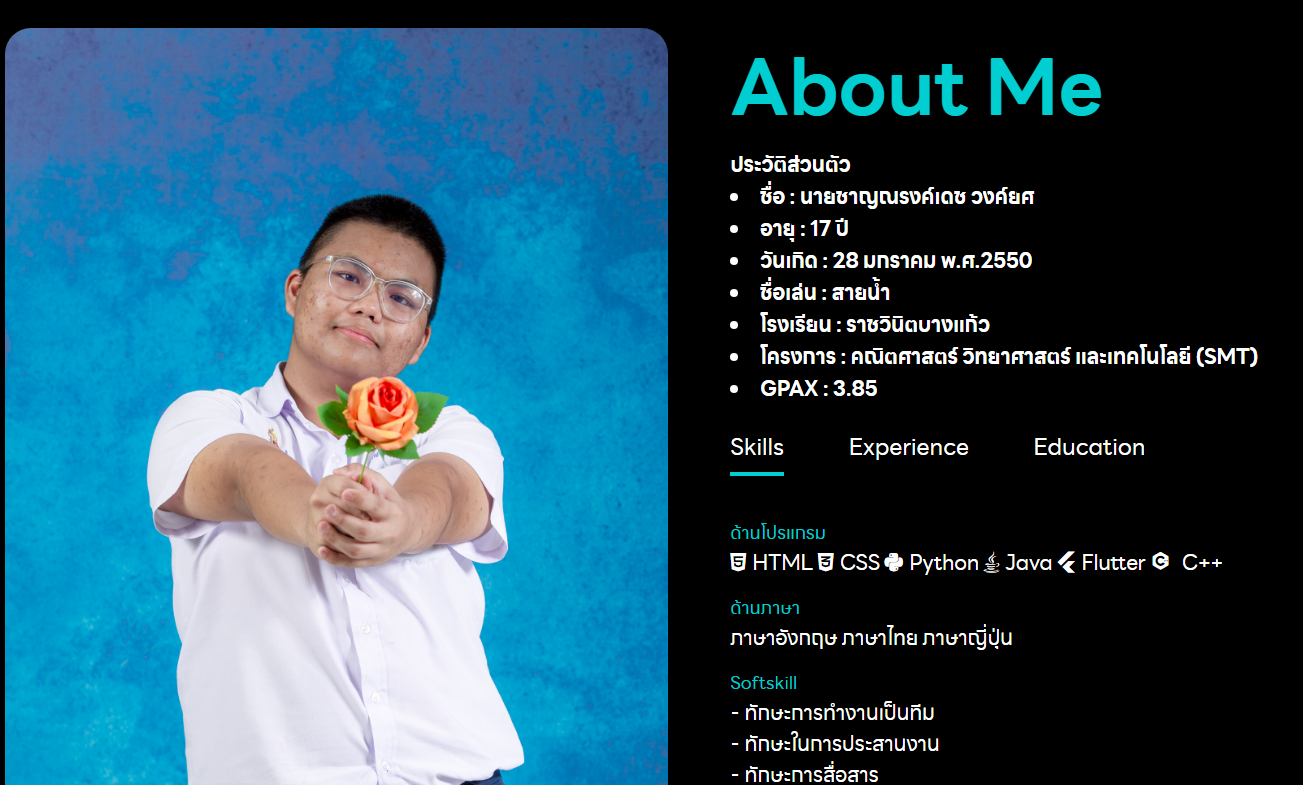 About Me
ประวัติส่วนตัว
• ชื่อ : นายชาญณรงค์เดช วงค์ยศ
• อายุ : 17 ปี
• วันเกิด : 28 มกราคม พ.ศ.2550
• ชื่อเล่น : สายน้ำ
• โรงเรียน : ราชวินิตบางแก้ว
• โครงการ : คณิตศาสตร์ วิทยาศาสตร์ และเทคโนโลยี (SMT)
• GPAX : 3.85
Skills Experience Education
ด้านโปรแกรม
HTML CSS Python Java Flutter C++
ด้านภาษา
ภาษาอังกฤษ ภาษาไทย ภาษาญี่ปุ่น
Softskill
- ทักษะการทำงานเป็นทีม
- ทักษะในการประสานงาน
- ทักษะการสื่อสาร